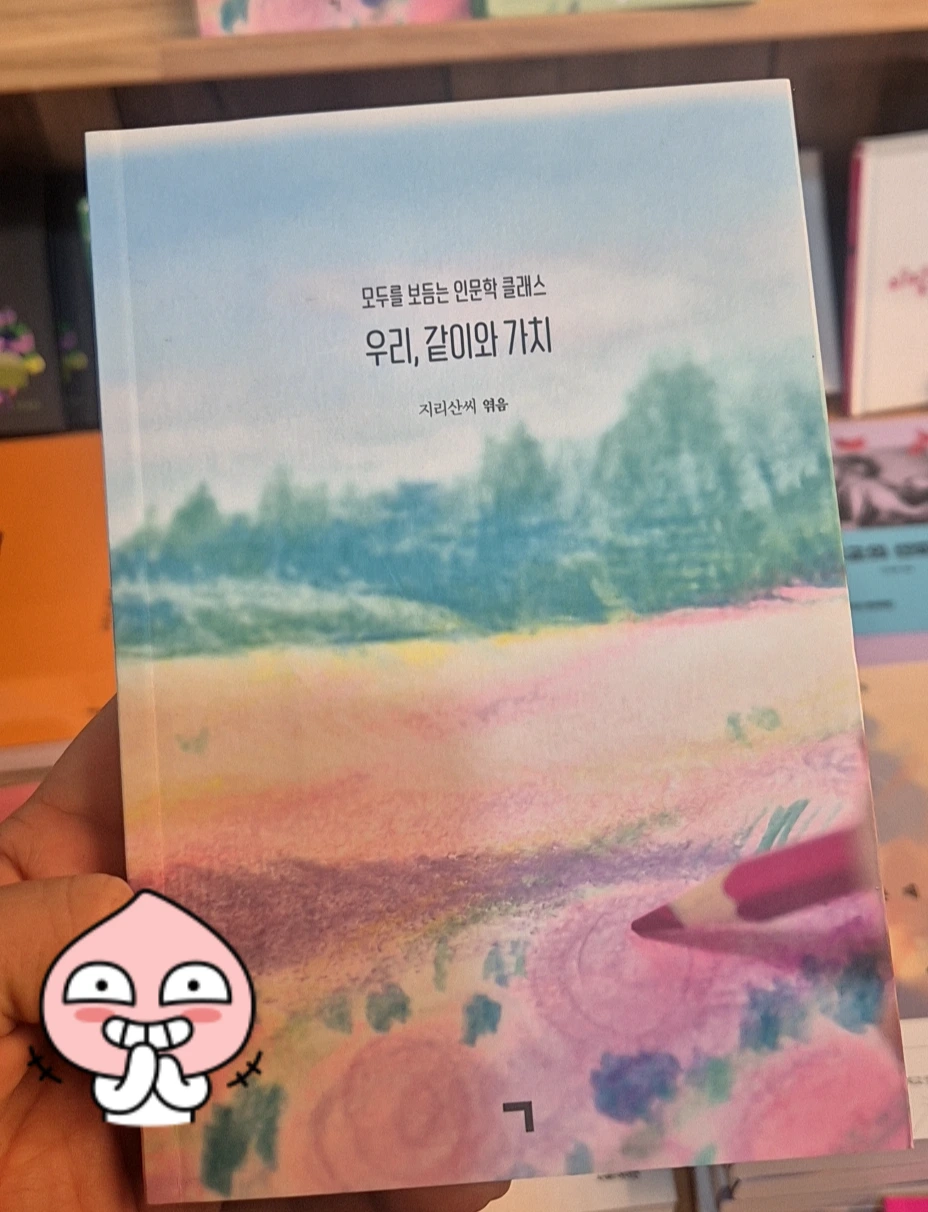 모두를 보듬는 인문학 클래스
우리, 같이와 가치
지리산씨 엮음
ㄱ